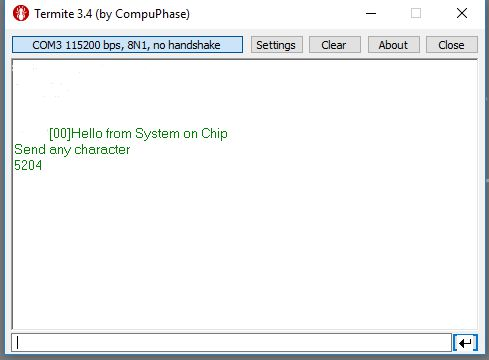 Termite 3.4 (by CompuPhase)
COM3 115200 bps, 8N1, no handshake
Settings
Clear
About
Close
[00]Hello from System on Chip
Send any character
5204